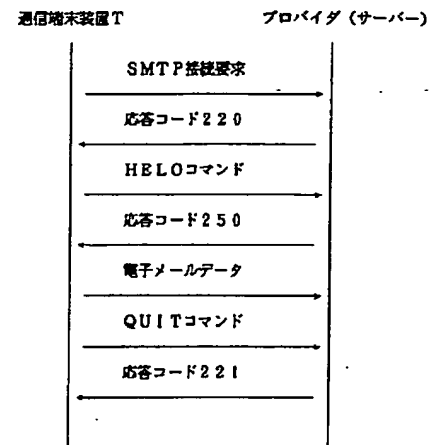 通信端末装置T
プロバイダ（サーバー）
SMTP接続要求
応答コード220
HELOコマンド
応答コード250
電子メールデータ
QUITコマンド
応答コード221